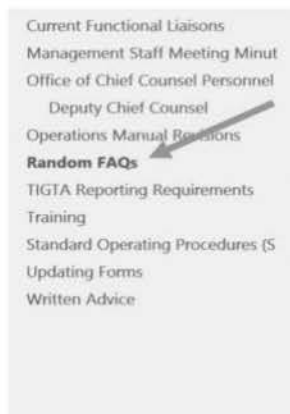 Current Functional Liaisons
Management Staff Meeting Minut
Office of Chief Counsel Personnel
Deputy Chief Counsel
Operations Manual Revisions
Random FAQs
TIGTA Reporting Requirements
Training
Standard Operating Procedures (S
Updating Forms
Written Advice